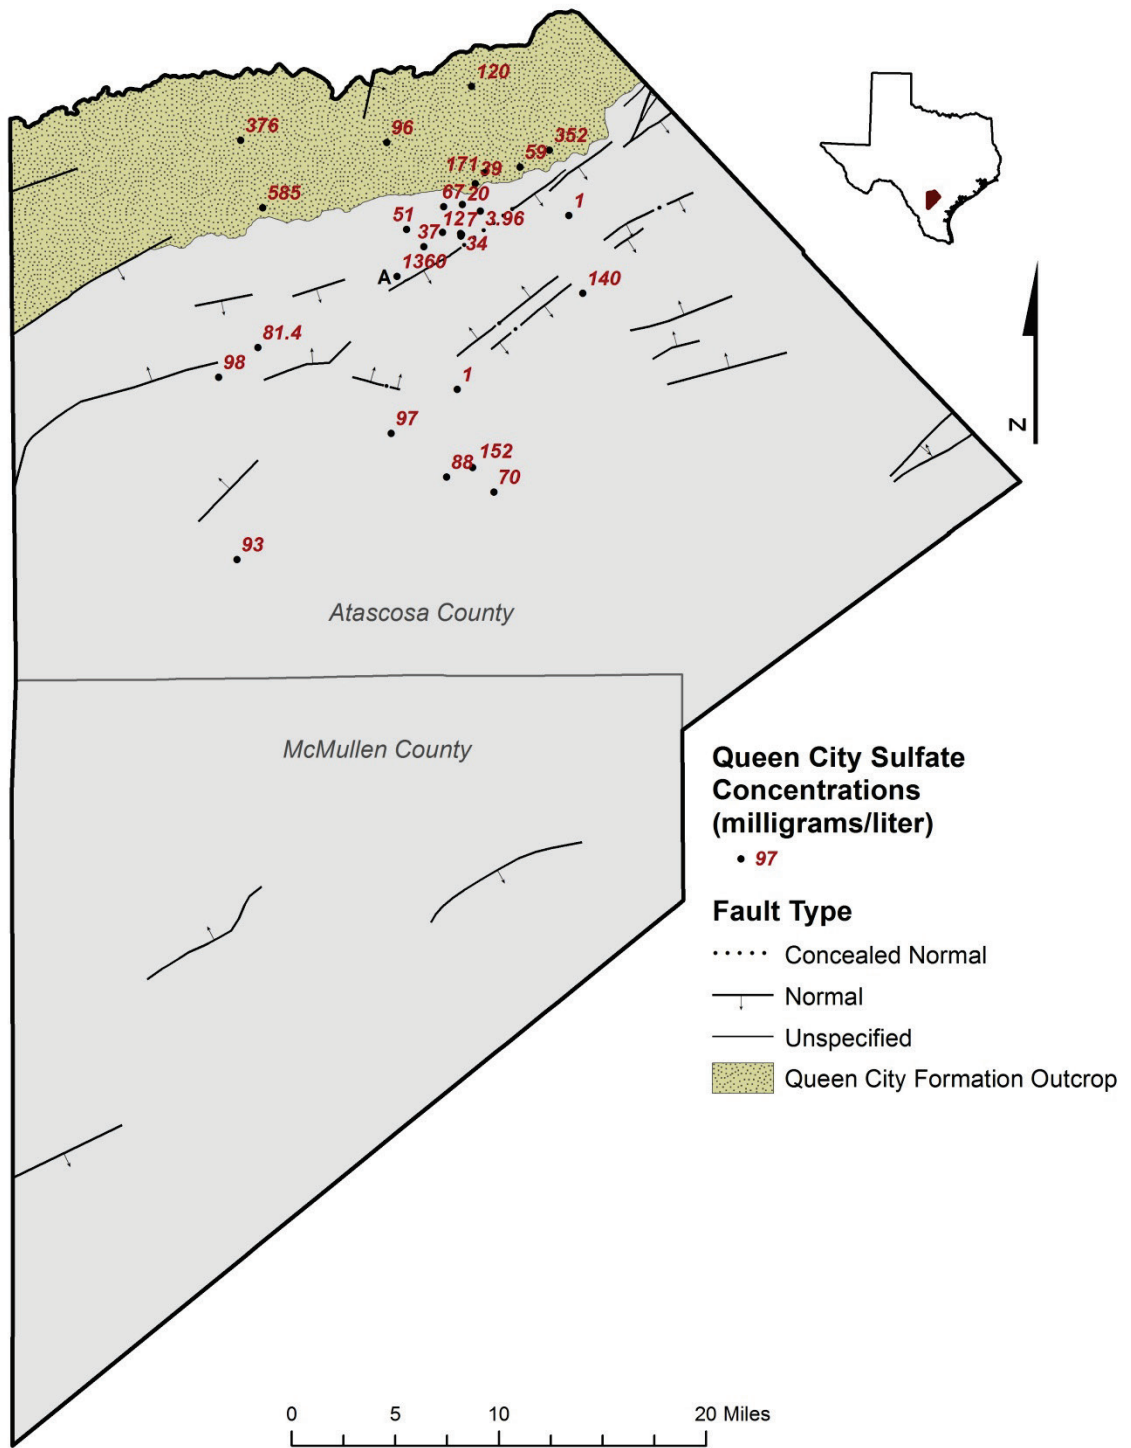 120
376
96
352
59
171
39
585
67
20
1
51
127
3.96
37
34
1360
A
140
81.4
98
1
97
152
88
70
93
N
Atascosa County
McMullen County
Queen City Sulfate
Concentrations
(milligrams/liter)
97
Fault Type
Concealed Normal
Normal
Unspecified
Queen City Formation Outcrop
0 5 10 20 Miles